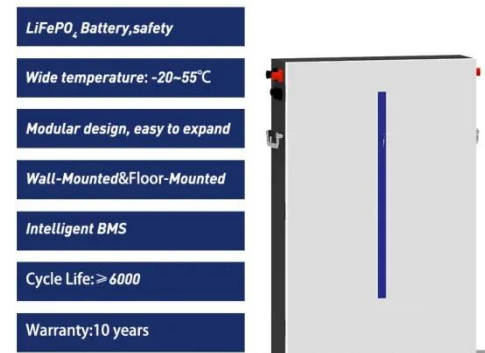 LiFePO₄ Battery,safety
Wide temperature: -20~55℃
Modular design, easy to expand
Wall-Mounted&Floor-Mounted
Intelligent BMS
Cycle Life:≥6000
Warranty:10 years